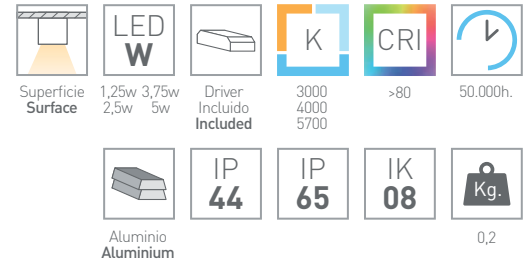 LED
W
K
CRI
Superficie
Surface
1,25w 3,75w
2,5w 5w
Driver
Incluido
Included
3000
4000
5700
>80
50.000h.
IP
44
IP
65
IK
08
Kg.
Aluminio
Aluminium
0,2